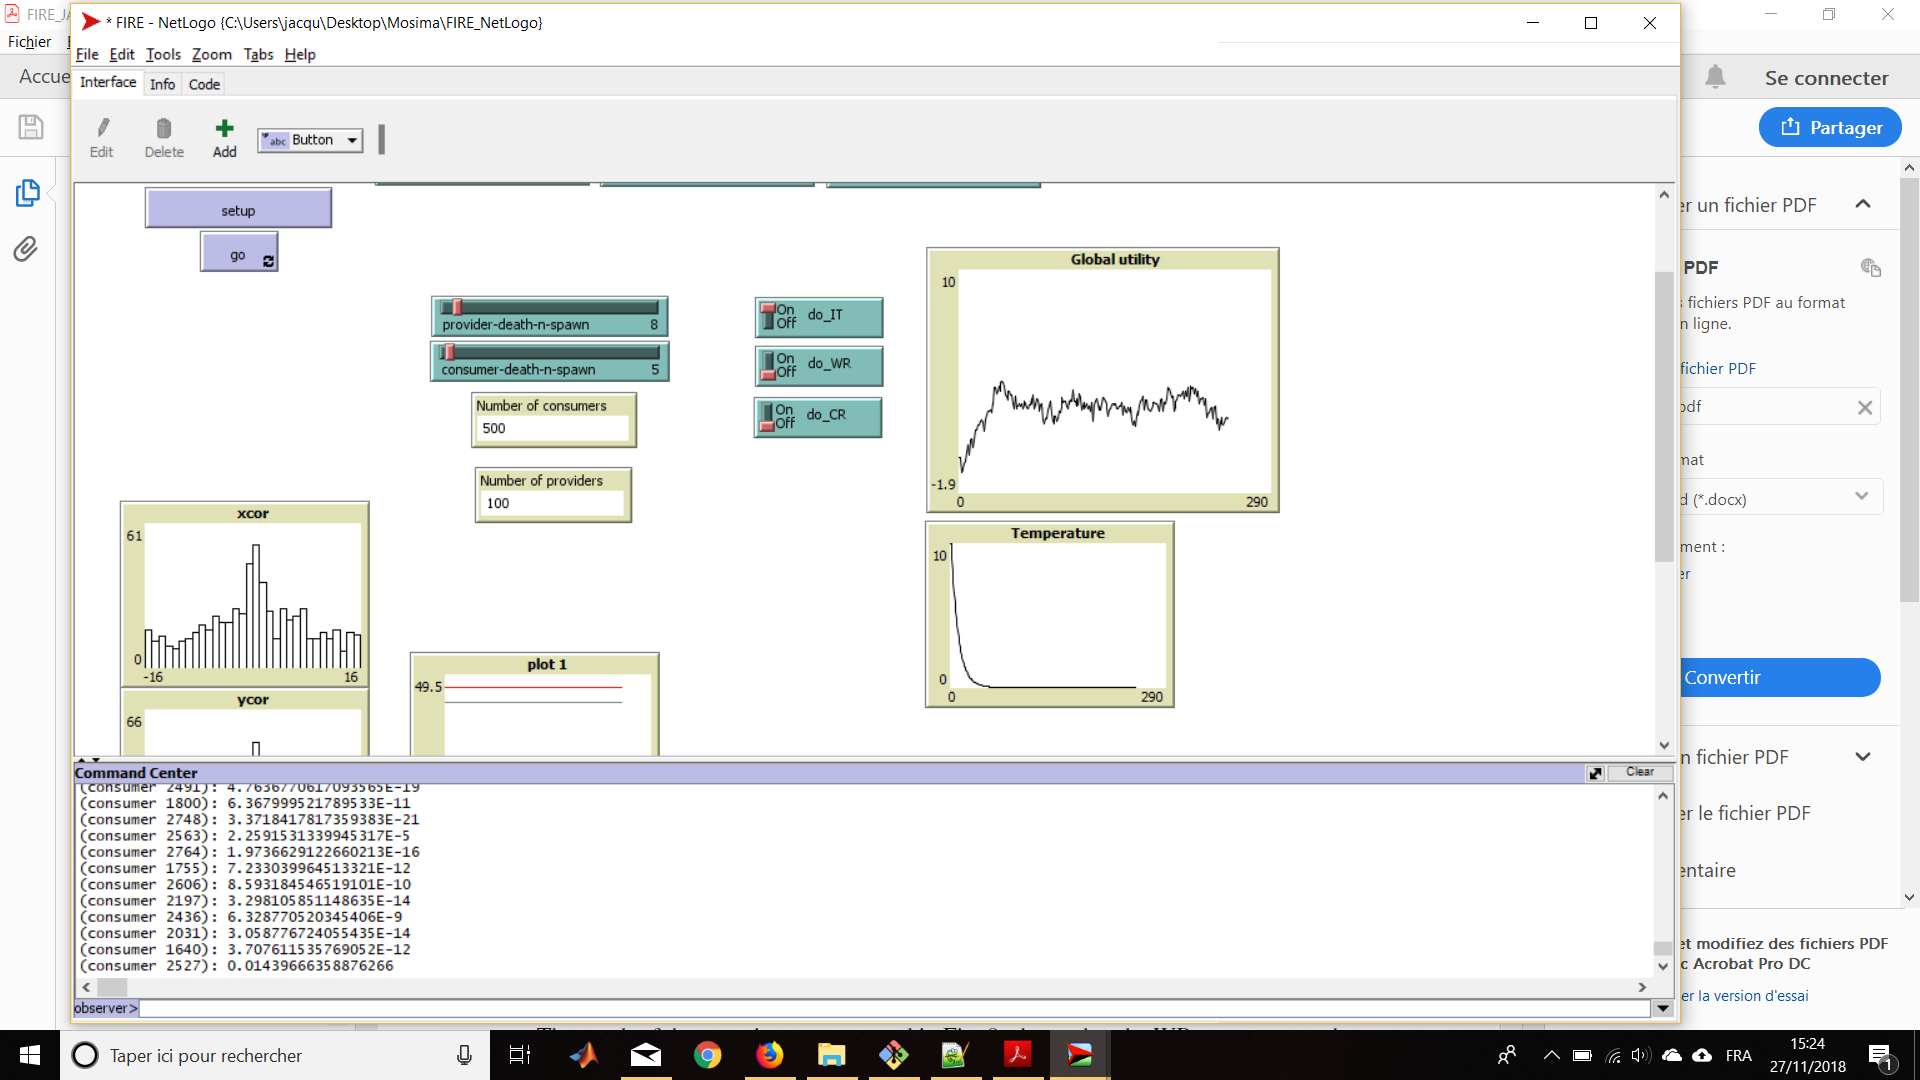 FIRE_JA
* FIRE - NetLogo {C:\Users\jacqu\Desktop\Mosima\FIRE_NetLogo}
Fichier
File Edit Tools Zoom Tabs Help
Accue
Interface Info Code
Se connecter
Edit Delete Add abc Button
Partager
setup
go
er un fichier PDF
provider-death-n-spawn 8
consumer-death-n-spawn 5
On
Off do_IT
On
Off do_WR
On
Off do_CR
Number of consumers
500
Number of providers
100
Global utility
10
-1.9
0 290
Temperature
10
0
0 290
xcor
61
0
-16 16
ycor
66
plot 1
49.5
PDF
s fichiers PDF au format
n ligne.
fichier PDF
odf
mat
d (*.docx)
ment :
er
Convertir
n fichier PDF
er le fichier PDF
entaire
et modifiez des fichiers PDF
c Acrobat Pro DC
er la version d'essai
Command Center Clear
(consumer 2491): 4.7636770617093565E-19
(consumer 1800): 6.367999521789533E-11
(consumer 2748): 3.3718417817359383E-21
(consumer 2563): 2.2591531339945317E-5
(consumer 2764): 1.9736629122660213E-16
(consumer 1755): 7.233039964513321E-12
(consumer 2606): 8.593184546519101E-10
(consumer 2197): 3.298105851148635E-14
(consumer 2436): 6.328770520345406E-9
(consumer 2031): 3.058776724055435E-14
(consumer 1640): 3.707611535769052E-12
(consumer 2527): 0.01439666358876266
observer>
Taper ici pour rechercher
FRA
15:24
27/11/2018
1